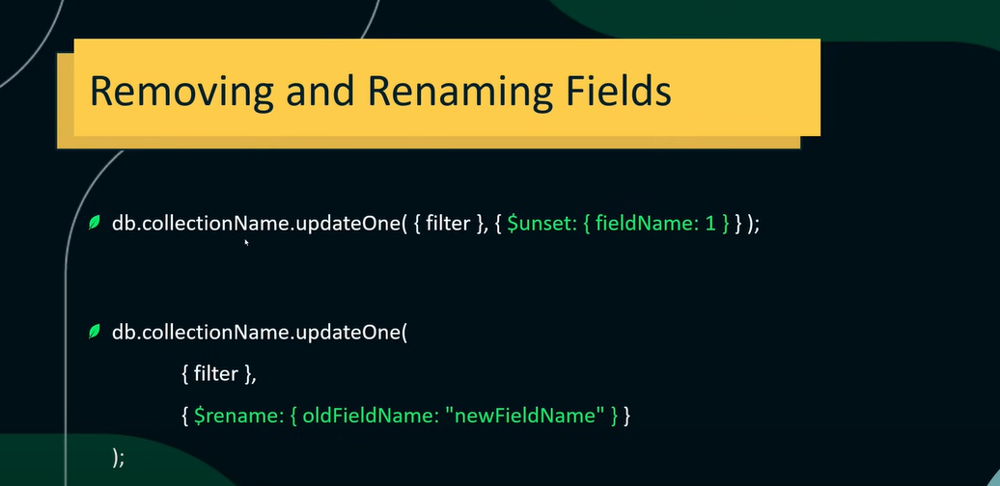 Removing and Renaming Fields
db.collectionName.updateOne( { filter }, { $unset: { fieldName: 1 } } );
db.collectionName.updateOne(
{ filter },
{ $rename: { oldFieldName: "newFieldName" } }
);